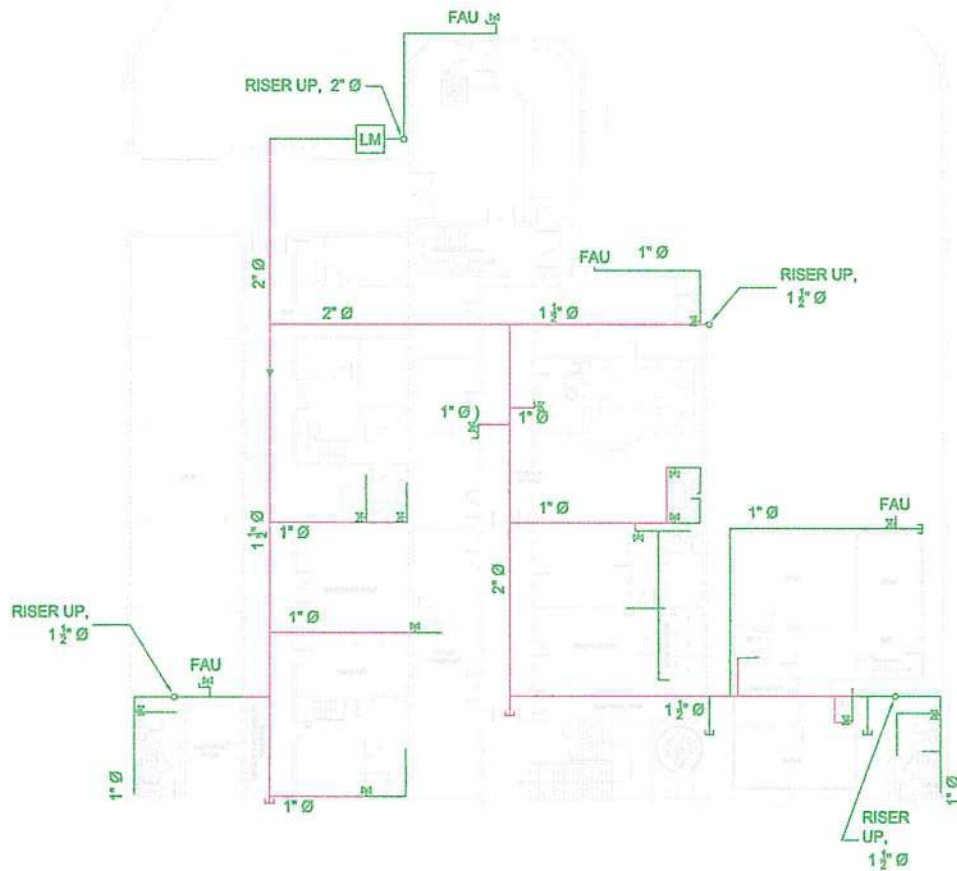 FAU
RISER UP, 2" Ø
LM
FAU
1" Ø
RISER UP,
1 1/2" Ø
2" Ø
2" Ø
1 1/2" Ø
1" Ø)
1" Ø
1 1/2" Ø
1" Ø
1" Ø
FAU
1" Ø
2" Ø
RISER UP,
1 1/2" Ø
1" Ø
FAU
1 1/2" Ø
1" Ø
1" Ø
1" Ø
RISER
UP,
1 1/2" Ø